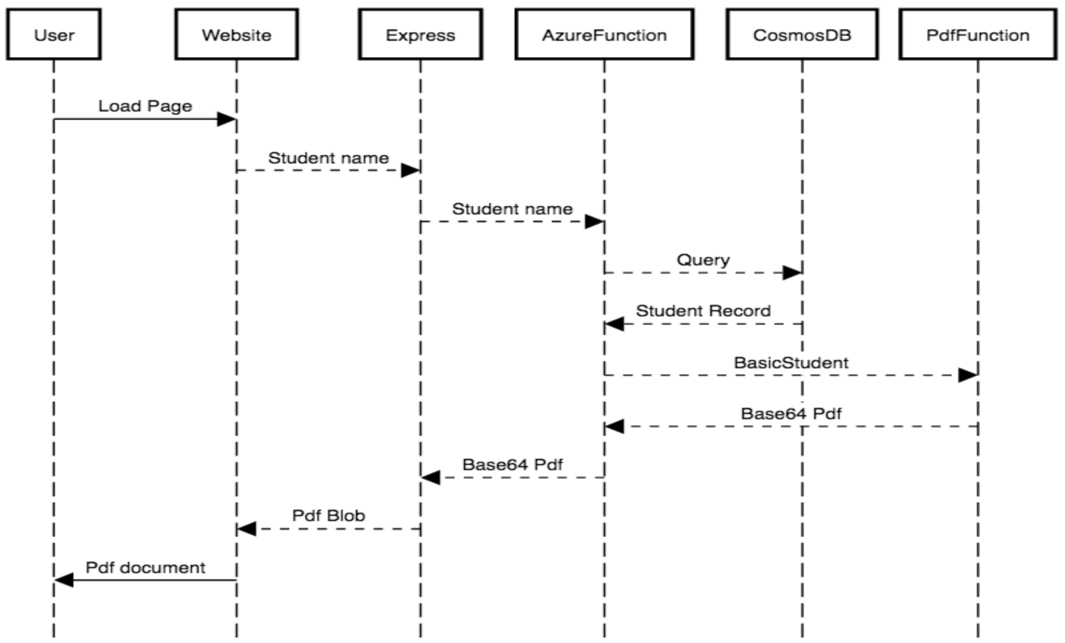 User
Website
Express
AzureFunction
CosmosDB
PdfFunction
Load Page
Student name
Student name
Query
Student Record
BasicStudent
Base64 Pdf
Base64 Pdf
Pdf Blob
Pdf document